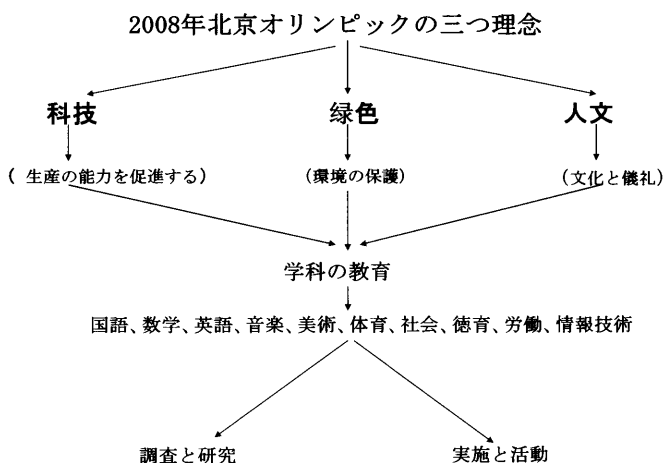 2008年北京オリンピックの三つ理念
科技 绿色 人文
( 生産の能力を促進する) (環境の保護) (文化と儀礼)
学科の教育
国語、数学、英語、音楽、美術、体育、社会、徳育、労働、情報技術
調査と研究 実施と活動